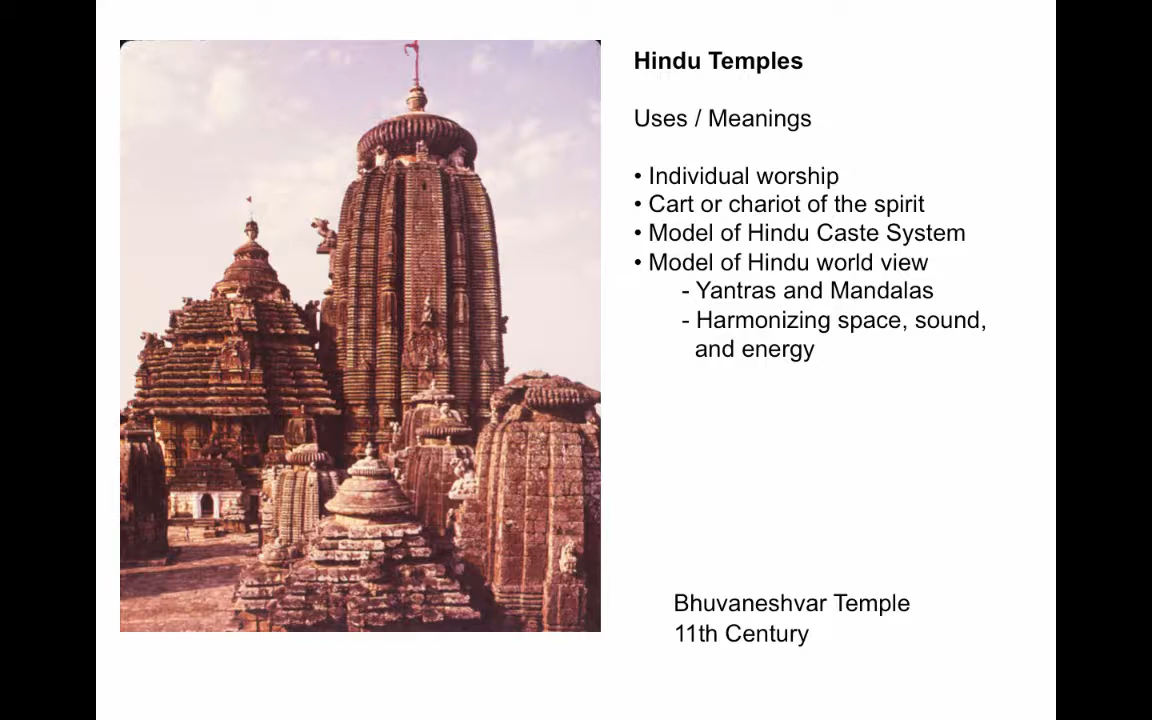 Hindu Temples
Uses / Meanings
• Individual worship
• Cart or chariot of the spirit
• Model of Hindu Caste System
• Model of Hindu world view
- Yantras and Mandalas
- Harmonizing space, sound,
and energy
Bhuvaneshvar Temple
11th Century